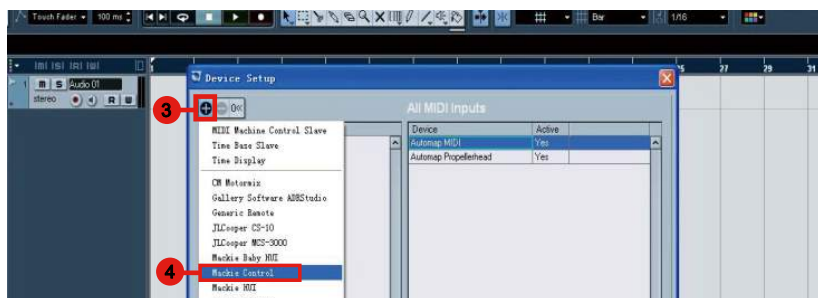 Touch Fader 100 ms Bar 1/16
M S R W
15 27 29 31
1 M S Audio 01
stereo R W
Device Setup
3
All MIDI Inputs
MIDI Machine Control Slave
Time Base Slave
Time Display
CM Motormix
Gallery Software ADBStudio
Generic Remote
JLCooper CS-10
JLCooper MCS-3000
Mackie Baby HUI
4 Mackie Control
Mackie HUI
Device Active
Automap MIDI Yes
Automap Propellerhead Yes